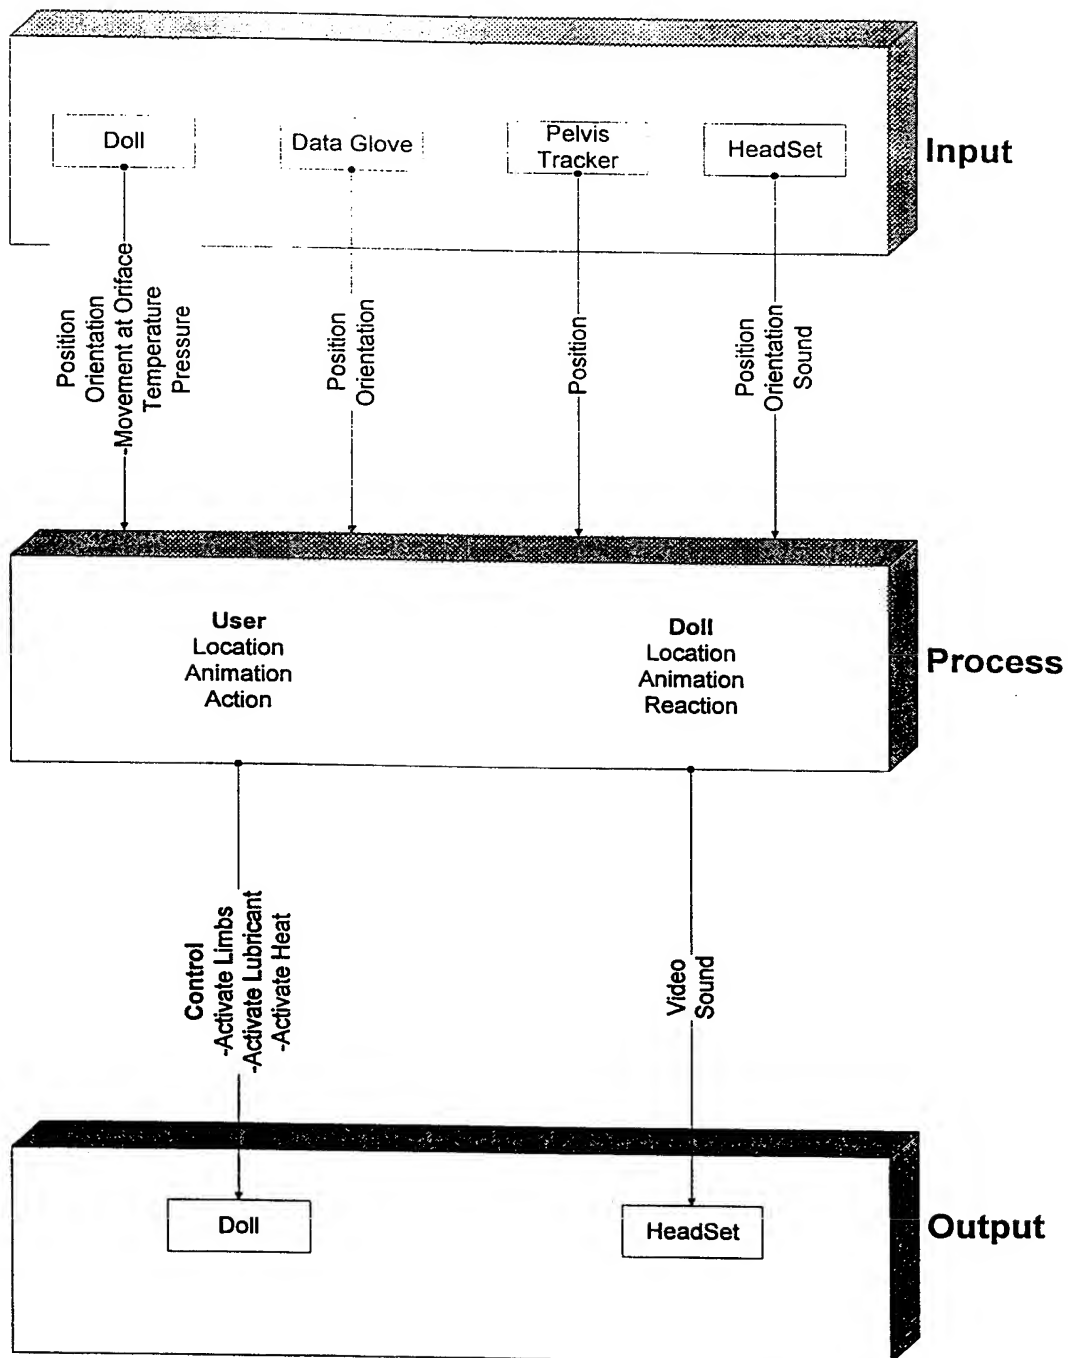 Doll
Data Glove
Pelvis
Tracker
HeadSet
Input
Position
Orientation
-Movement at Oriface
Temperature
Pressure
Position
Orientation
Position
Position
Orientation
Sound
User
Location
Animation
Action
Doll
Location
Animation
Reaction
Process
Control
-Activate Limbs
-Activate Lubricant
-Activate Heat
Video
Sound
Doll
HeadSet
Output